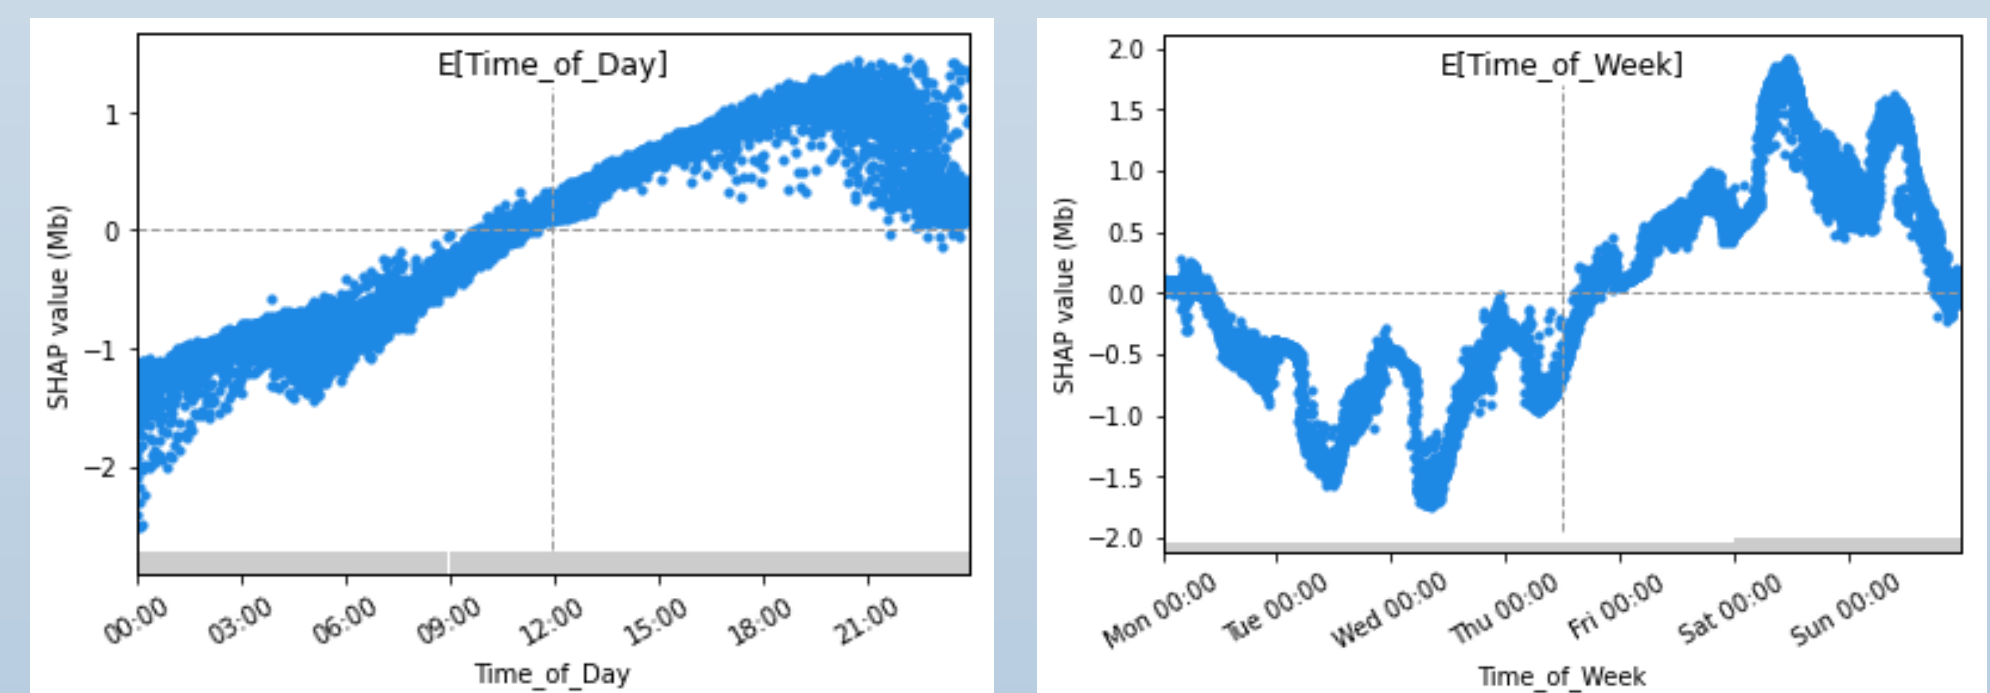 E[Time_of_Day]
SHAP value (Mb)
1
0
−1
−2
00:00
03:00
06:00
09:00
12:00
15:00
18:00
21:00
Time_of_Day
E[Time_of_Week]
SHAP value (Mb)
2.0
1.5
1.0
0.5
0.0
−0.5
−1.0
−1.5
−2.0
Mon 00:00
Tue 00:00
Wed 00:00
Thu 00:00
Fri 00:00
Sat 00:00
Sun 00:00
Time_of_Week